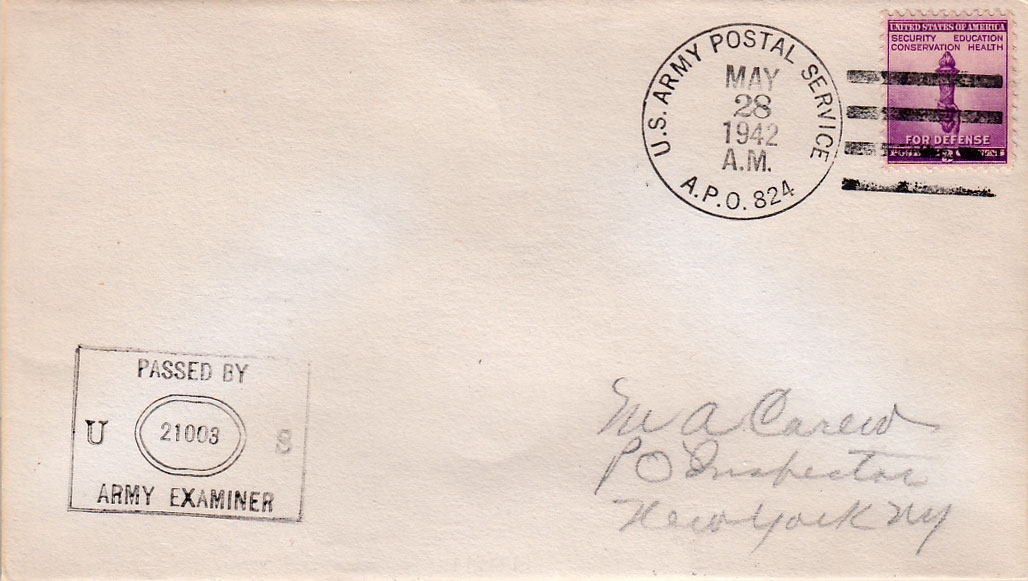 U.S. ARMY POSTAL SERVICE
MAY
28
1942
A.M.
A.P.O. 824
UNITED STATES OF AMERICA
SECURITY EDUCATION
CONSERVATION HEALTH
FOR DEFENSE
PASSED BY
U 21003 S
ARMY EXAMINER
M A Carew
P O Inspector
New York NY